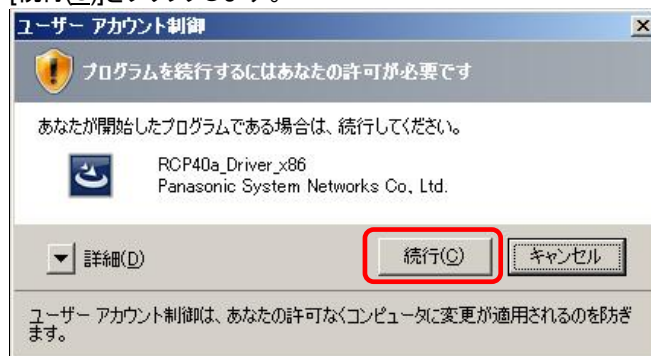 [続行(C)]をクリックします。
ユーザー アカウント制御
プログラムを続行するにはあなたの許可が必要です
あなたが開始したプログラムである場合は、続行してください。
RCP40a_Driver_x86
Panasonic System Networks Co, Ltd.
詳細(D)
続行(C)
キャンセル
ユーザー アカウント制御は、あなたの許可なくコンピュータに変更が適用されるのを防ぎ
ます。